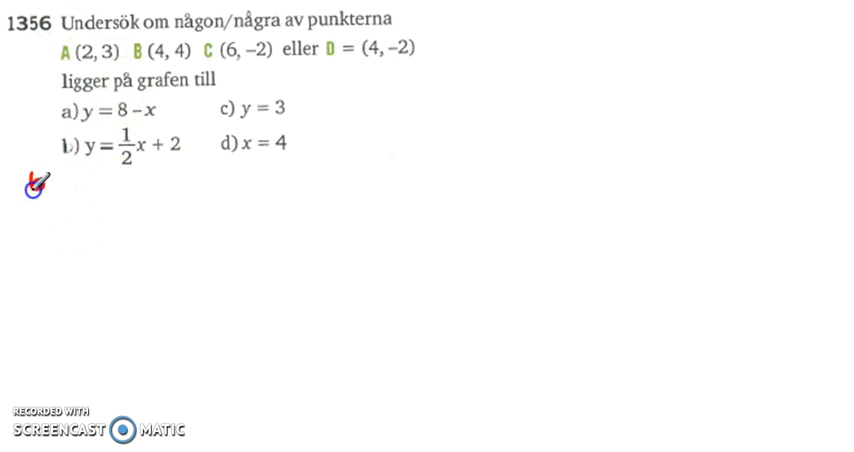 1356 Undersök om någon/några av punkterna
A (2, 3) B (4, 4) C (6, –2) eller D = (4, –2)
ligger på grafen till
a) y = 8 – x c) y = 3
b) y = 1/2 x + 2 d) x = 4
RECORDED WITH
SCREENCAST MATIC